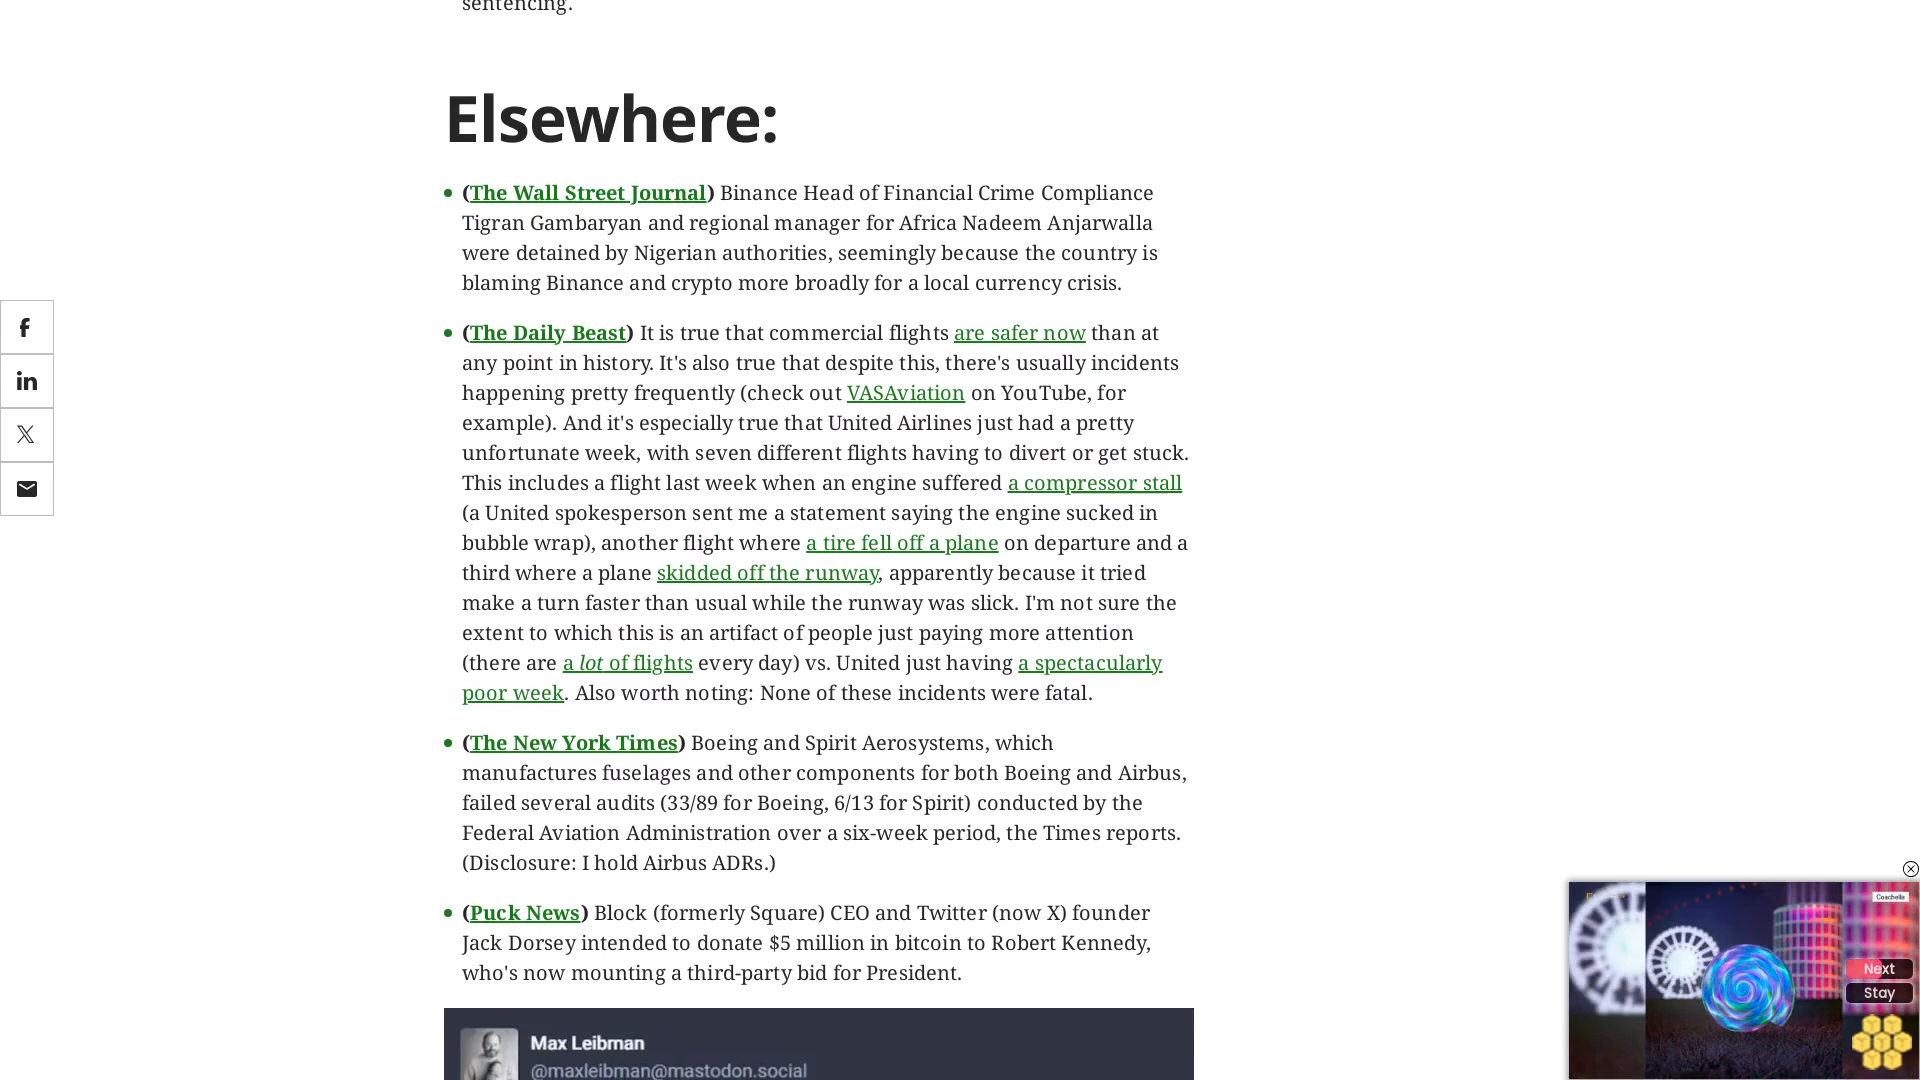 sentencing.
Elsewhere:
(The Wall Street Journal) Binance Head of Financial Crime Compliance
Tigran Gambaryan and regional manager for Africa Nadeem Anjarwalla
were detained by Nigerian authorities, seemingly because the country is
blaming Binance and crypto more broadly for a local currency crisis.
(The Daily Beast) It is true that commercial flights are safer now than at
any point in history. It's also true that despite this, there's usually incidents
happening pretty frequently (check out VASAviation on YouTube, for
example). And it's especially true that United Airlines just had a pretty
unfortunate week, with seven different flights having to divert or get stuck.
This includes a flight last week when an engine suffered a compressor stall
(a United spokesperson sent me a statement saying the engine sucked in
bubble wrap), another flight where a tire fell off a plane on departure and a
third where a plane skidded off the runway, apparently because it tried
make a turn faster than usual while the runway was slick. I'm not sure the
extent to which this is an artifact of people just paying more attention
(there are a lot of flights every day) vs. United just having a spectacularly
poor week. Also worth noting: None of these incidents were fatal.
(The New York Times) Boeing and Spirit Aerosystems, which
manufactures fuselages and other components for both Boeing and Airbus,
failed several audits (33/89 for Boeing, 6/13 for Spirit) conducted by the
Federal Aviation Administration over a six-week period, the Times reports.
(Disclosure: I hold Airbus ADRs.)
(Puck News) Block (formerly Square) CEO and Twitter (now X) founder
Jack Dorsey intended to donate $5 million in bitcoin to Robert Kennedy,
who's now mounting a third-party bid for President.
Max Leibman
@maxleibman@mastodon.social
Coachella
Next
Stay